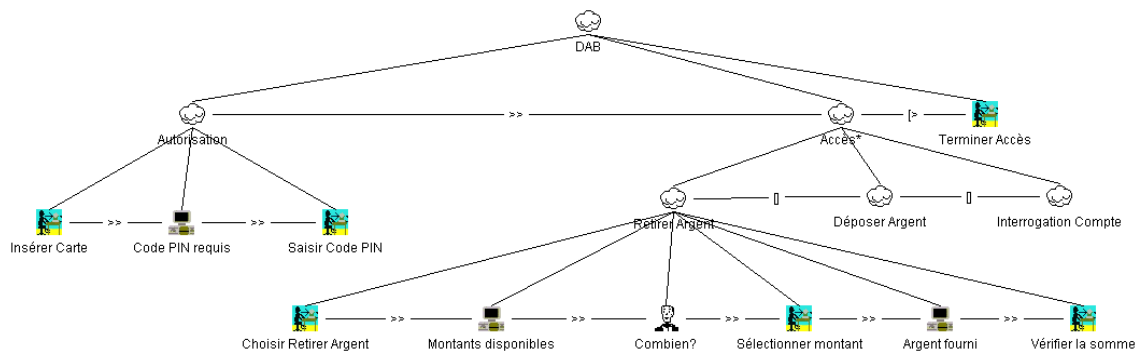 DAB
Autorisation >> Accès* [> Terminer Accès
Insérer Carte >> Code PIN requis >> Saisir Code PIN
Retirer Argent [] Déposer Argent [] Interrogation Compte
Choisir Retirer Argent >> Montants disponibles >> Combien? >> Sélectionner montant >> Argent fourni >> Vérifier la somme